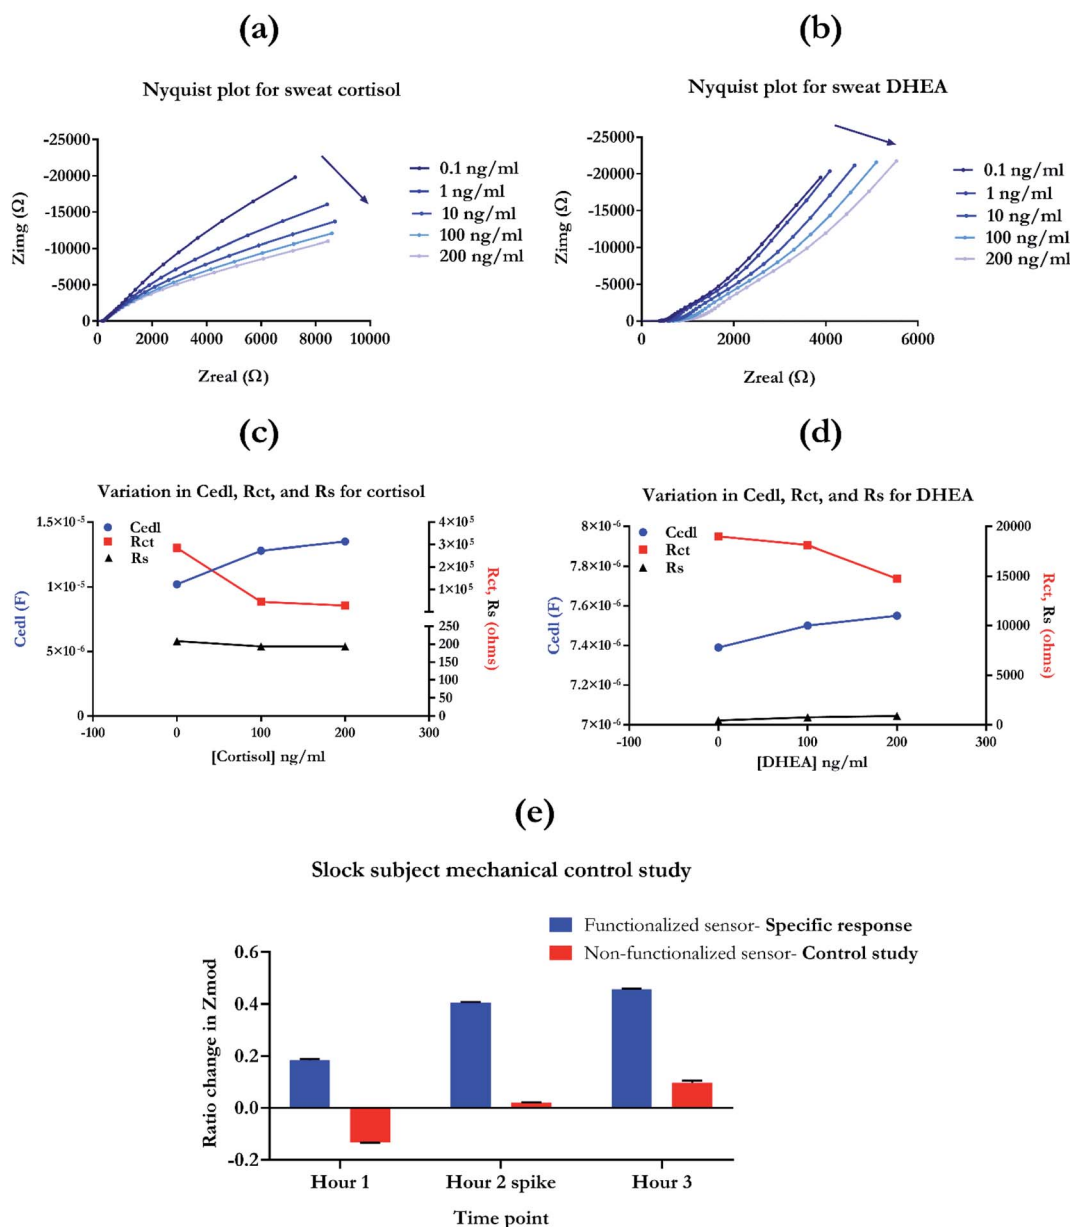 (a)
Nyquist plot for sweat cortisol
-25000
-20000
-15000
-10000
-5000
0
Zimg (Ω)
0 2000 4000 6000 8000 10000
Zreal (Ω)
0.1 ng/ml
1 ng/ml
10 ng/ml
100 ng/ml
200 ng/ml
(b)
Nyquist plot for sweat DHEA
-25000
-20000
-15000
-10000
-5000
0
Zimg (Ω)
0 2000 4000 6000
Zreal (Ω)
0.1 ng/ml
1 ng/ml
10 ng/ml
100 ng/ml
200 ng/ml
(c)
Variation in Cedl, Rct, and Rs for cortisol
Cedl
Rct
Rs
1.5×10⁻⁵
1×10⁻⁵
5×10⁻⁶
0
Cedl (F)
4×10⁵
3×10⁵
2×10⁵
1×10⁵
250
200
150
100
50
0
Rct, Rs (ohms)
-100 0 100 200 300
[Cortisol] ng/ml
(d)
Variation in Cedl, Rct, and Rs for DHEA
Cedl
Rct
Rs
8×10⁻⁶
7.8×10⁻⁶
7.6×10⁻⁶
7.4×10⁻⁶
7.2×10⁻⁶
7×10⁻⁶
Cedl (F)
20000
15000
10000
5000
0
Rct, Rs (ohms)
-100 0 100 200 300
[DHEA] ng/ml
(e)
Slock subject mechanical control study
Functionalized sensor- Specific response
Non-functionalized sensor- Control study
0.6
0.4
0.2
0.0
-0.2
Ratio change in Zmod
Hour 1 Hour 2 spike Hour 3
Time point